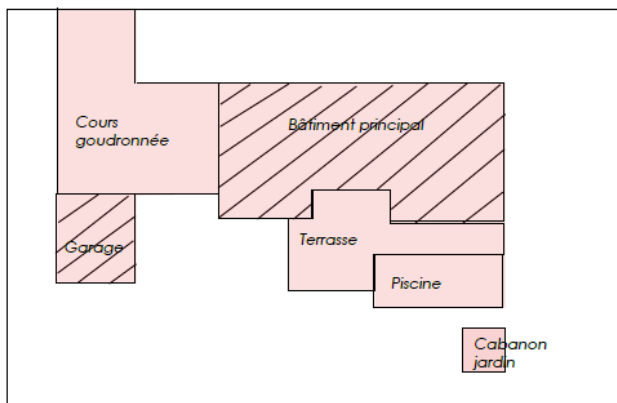 Cours
goudronnée
Bâtiment principal
Garage
Terrasse
Piscine
Cabanon
jardin